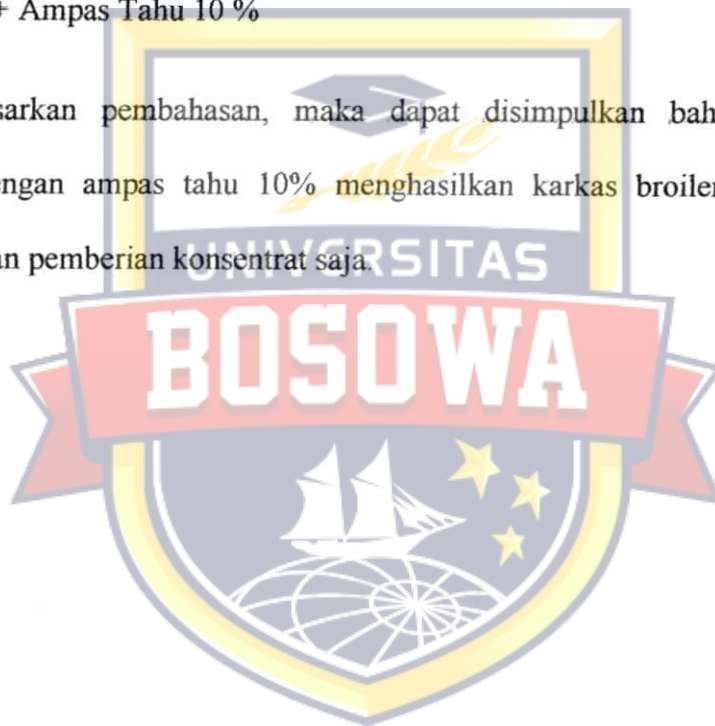 + Ampas Tahu 10 %
sarkan pembahasan, maka dapat disimpulkan bah
engan ampas tahu 10% menghasilkan karkas broiler
an pemberian konsentrat saja.
UNIVERSITAS
BOSOWA